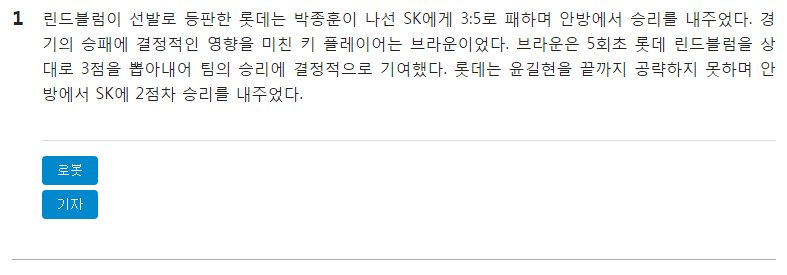 1 린드블럼이 선발로 등판한 롯데는 박종훈이 나선 SK에게 3:5로 패하며 안방에서 승리를 내주었다. 경
기의 승패에 결정적인 영향을 미친 키 플레이어는 브라운이었다. 브라운은 5회초 롯데 린드블럼을 상
대로 3점을 뽑아내어 팀의 승리에 결정적으로 기여했다. 롯데는 윤길현을 끝까지 공략하지 못하며 안
방에서 SK에 2점차 승리를 내주었다.
로봇
기자